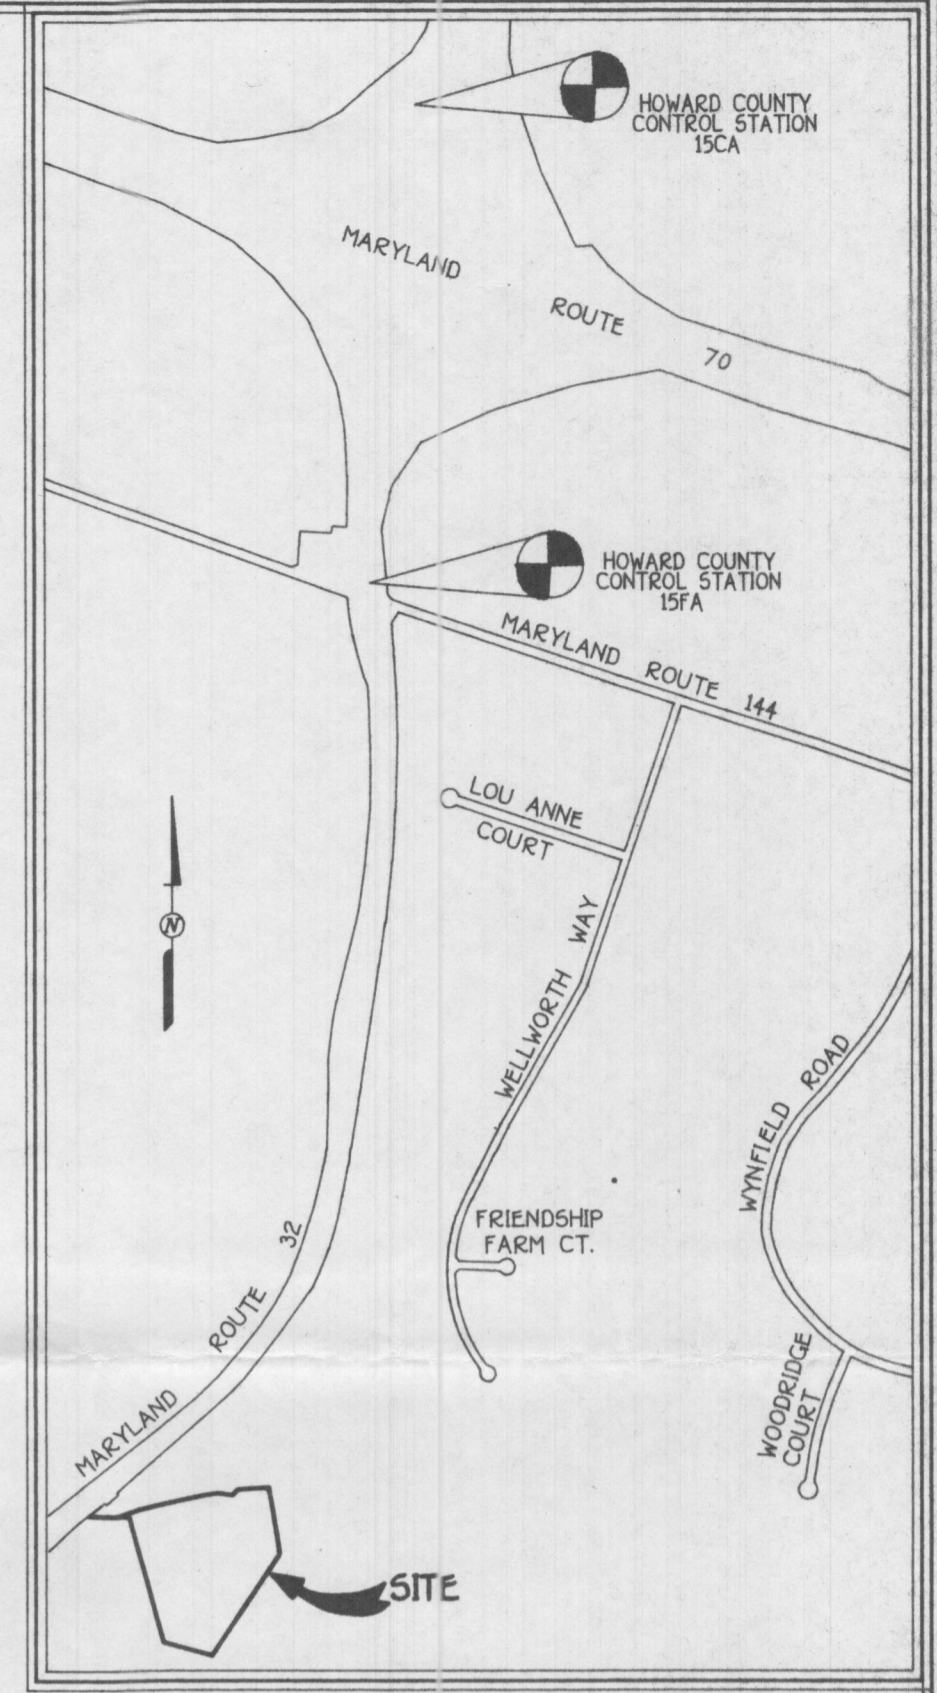 HOWARD COUNTY
CONTROL STATION
15CA
MARYLAND ROUTE 70
HOWARD COUNTY
CONTROL STATION
15FA
MARYLAND ROUTE 144
LOU ANNE
COURT
WELLWORTH WAY
N
WYNFIELD ROAD
FRIENDSHIP
FARM CT.
MARYLAND ROUTE 32
WOODRIDGE
COURT
SITE